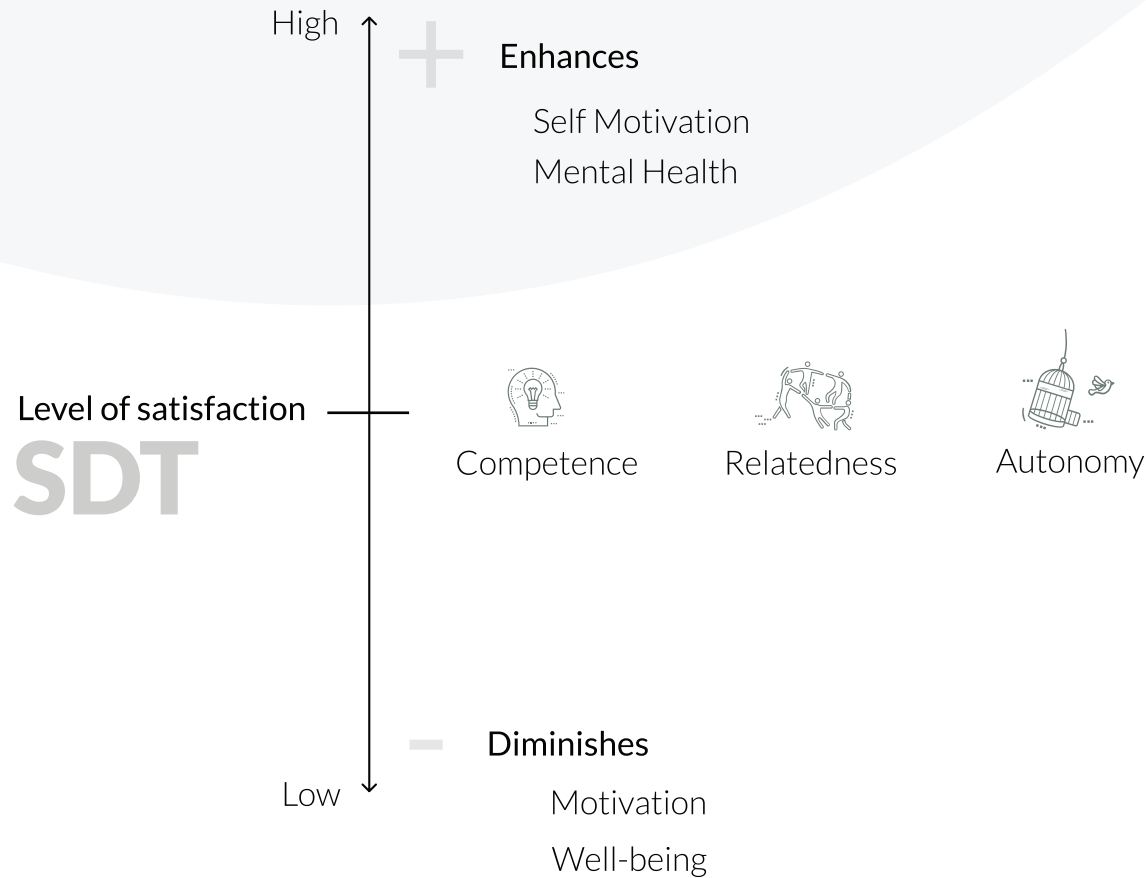 High
Enhances
Self Motivation
Mental Health
Level of satisfaction
SDT
Competence
Relatedness
Autonomy
Diminishes
Low
Motivation
Well-being